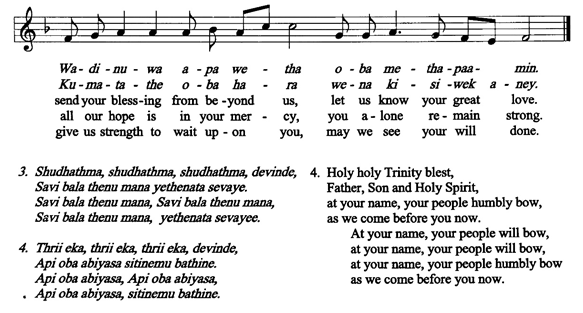 Wa - di - nu - wa a - pa we - tha o - ba me - tha-paa - min.
Ku - ma - ta - the o - ba ha - ra we - na ki - si - wek a - ney.
send your bless - ing from be - yond us, let us know your great love.
all our hope is in your mer - cy, you a - lone re - main strong.
give us strength to wait up - on you, may we see your will done.
3. Shudhathma, shudhathma, shudhathma, devinde,
Savi bala thenu mana yethenata sevaye.
Savi bala thenu mana, Savi bala thenu mana,
Savi bala thenu mana, yethenata sevayee.
4. Thrii eka, thrii eka, thrii eka, devinde,
Api oba abiyasa sitinemu bathine.
Api oba abiyasa, Api oba abiyasa,
Api oba abiyasa, sitinemu bathine.
4. Holy holy Trinity blest,
Father, Son and Holy Spirit,
at your name, your people humbly bow,
as we come before you now.
At your name, your people will bow,
at your name, your people will bow,
at your name, your people humbly bow
as we come before you now.